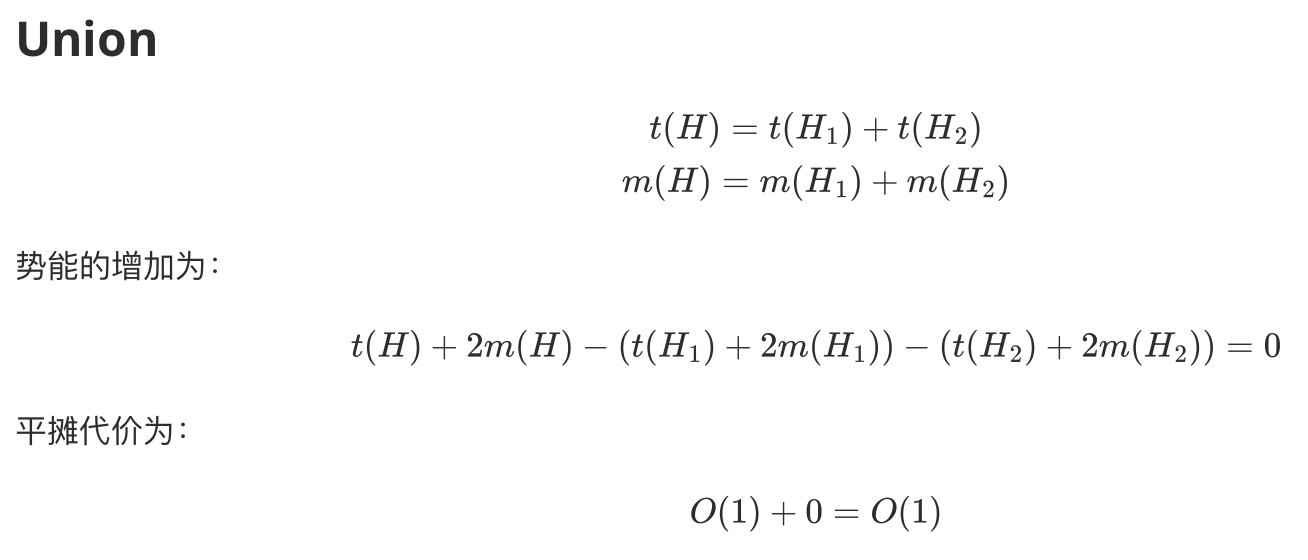 Union
t(H) = t(H₁) + t(H₂)
m(H) = m(H₁) + m(H₂)
势能的增加为：
t(H) + 2m(H) − (t(H₁) + 2m(H₁)) − (t(H₂) + 2m(H₂)) = 0
平摊代价为：
O(1) + 0 = O(1)